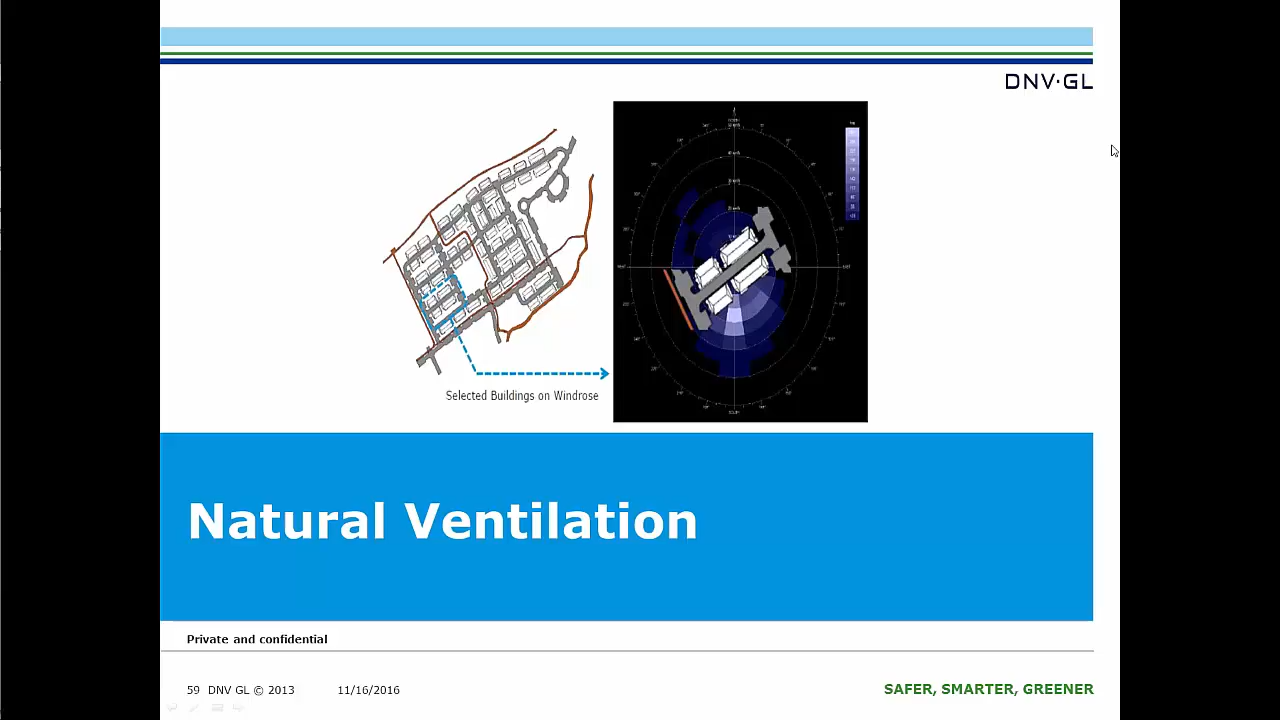 DNV·GL
Selected Buildings on Windrose
Natural Ventilation
Private and confidential
59 DNV GL © 2013 11/16/2016
SAFER, SMARTER, GREENER